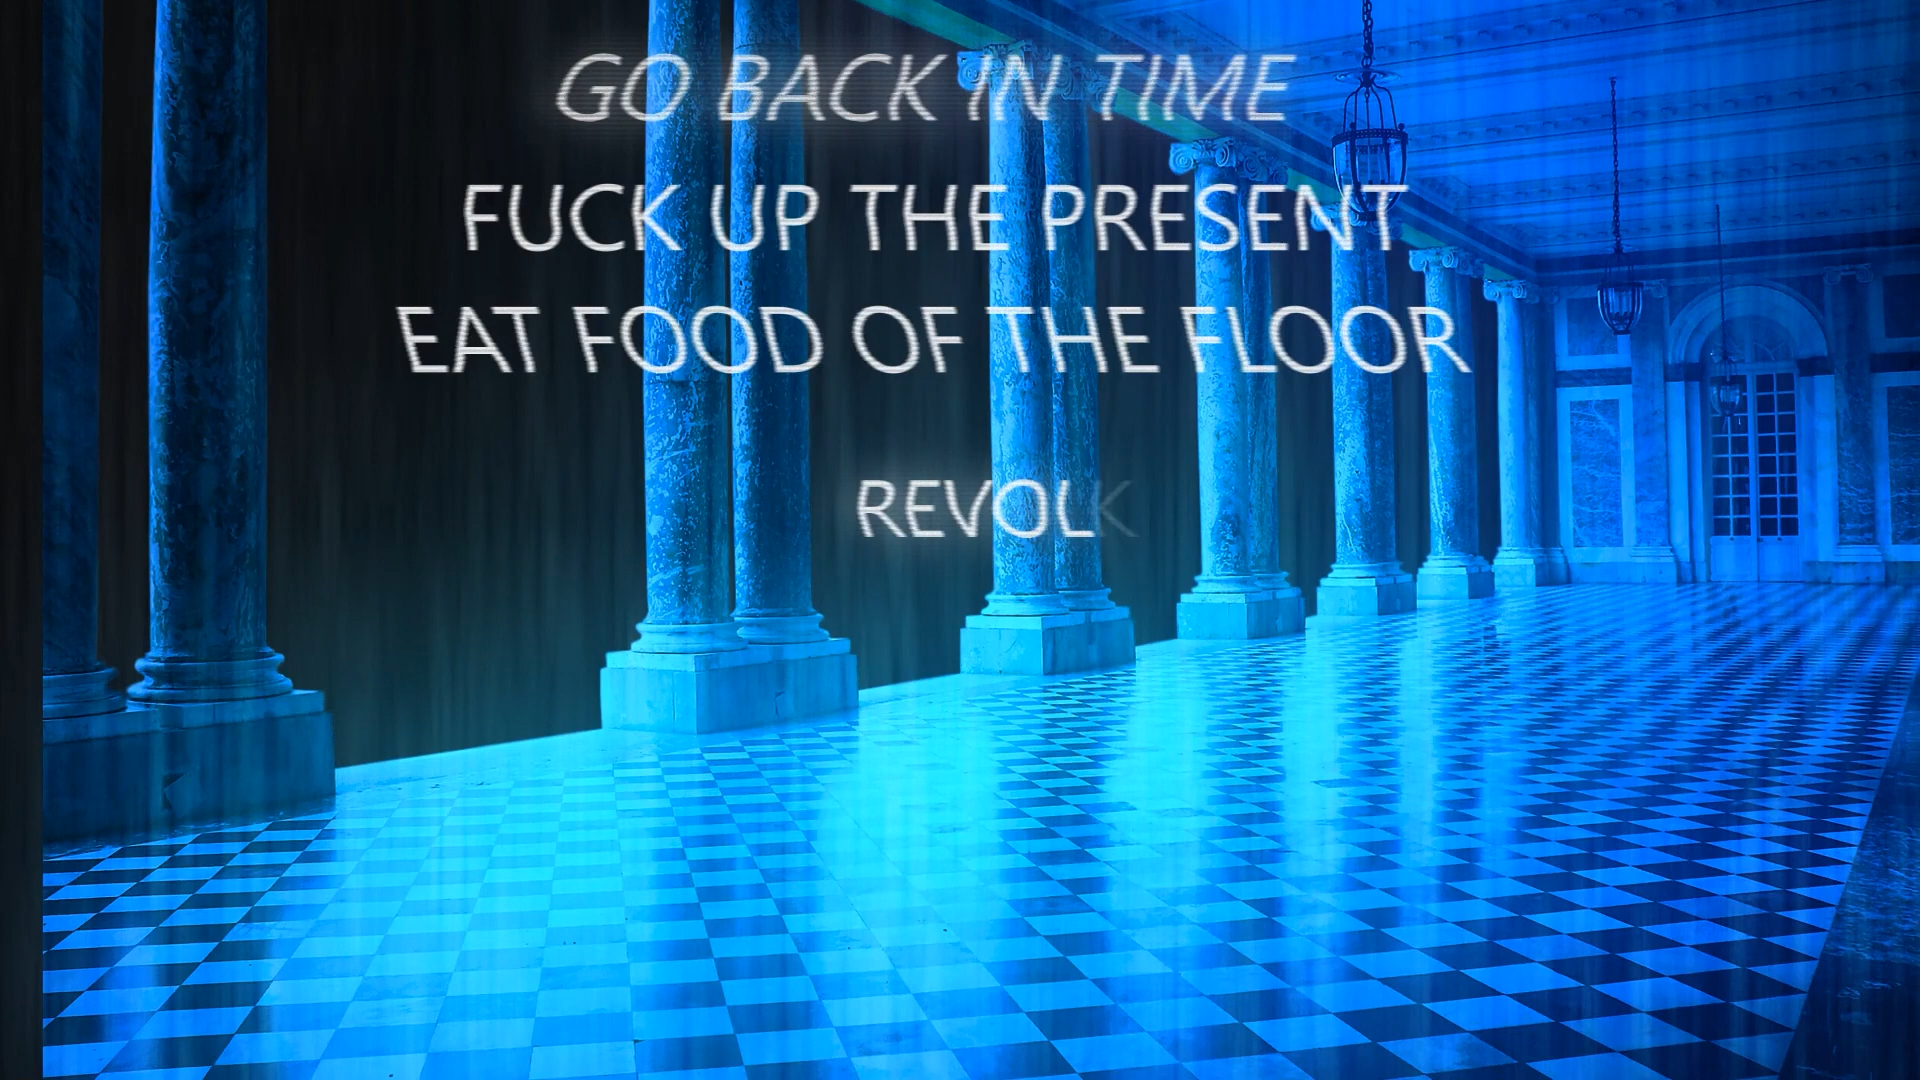 GO BACK IN TIME
FUCK UP THE PRESENT
EAT FOOD OF THE FLOOR
REVOLK